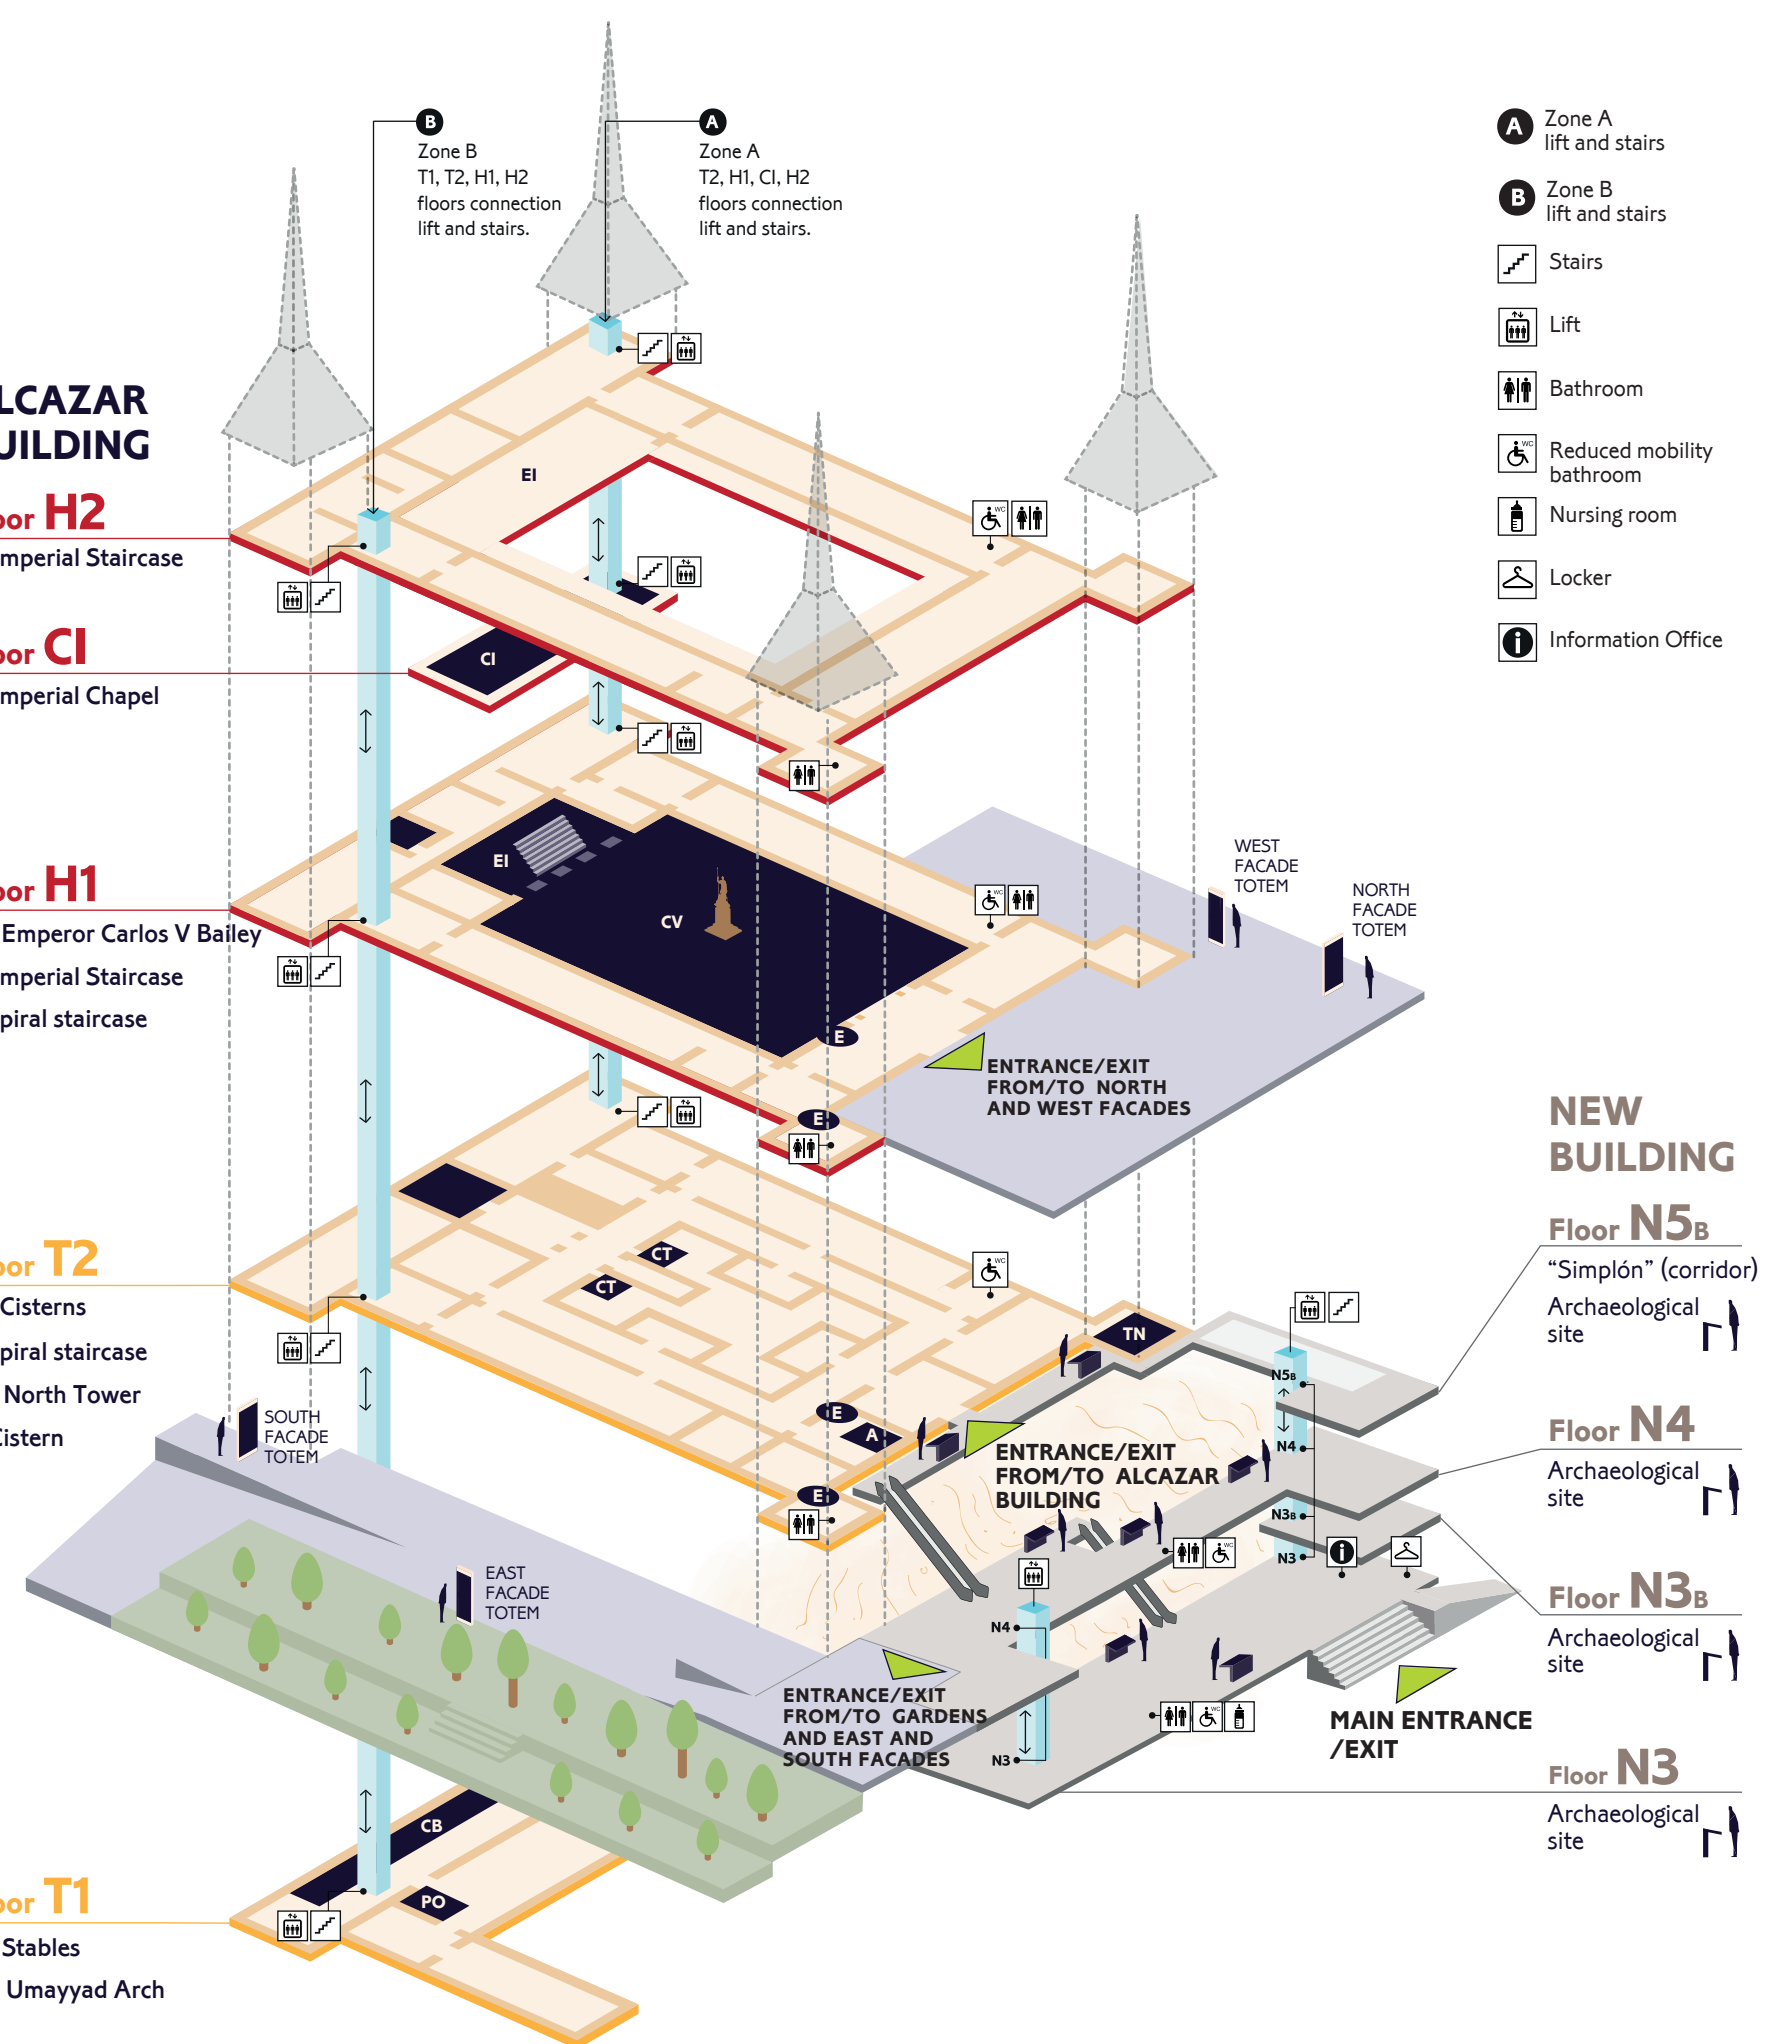 B
Zone B
T1, T2, H1, H2
floors connection
lift and stairs.
A
Zone A
T2, H1, CI, H2
floors connection
lift and stairs.
A
Zone A
lift and stairs
B
Zone B
lift and stairs
Stairs
Lift
Bathroom
WC
Reduced mobility
bathroom
Nursing room
Locker
i
Information Office
LCAZAR
UILDING
oor H2
mperial Staircase
oor CI
mperial Chapel
oor H1
Emperor Carlos V Bailey
mperial Staircase
piral staircase
oor T2
Cisterns
piral staircase
North Tower
Cistern
oor T1
Stables
Umayyad Arch
EI
WC
CI
EI
CV
WC
E
E
WEST
FACADE
TOTEM
NORTH
FACADE
TOTEM
ENTRANCE/EXIT
FROM/TO NORTH
AND WEST FACADES
CT
CT
WC
TN
E
A
E
SOUTH
FACADE
TOTEM
EAST
FACADE
TOTEM
ENTRANCE/EXIT
FROM/TO ALCAZAR
BUILDING
N5B
N4
N3B
N3
WC
i
N4
N3
WC
ENTRANCE/EXIT
FROM/TO GARDENS
AND EAST AND
SOUTH FACADES
MAIN ENTRANCE
/EXIT
CB
PO
NEW
BUILDING
Floor N5B
“Simplón” (corridor)
Archaeological
site
Floor N4
Archaeological
site
Floor N3B
Archaeological
site
Floor N3
Archaeological
site